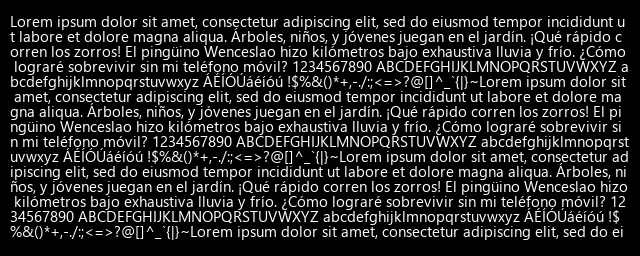 Lorem ipsum dolor sit amet, consectetur adipiscing elit, sed do eiusmod tempor incididunt u
t labore et dolore magna aliqua. Árboles, niños, y jóvenes juegan en el jardín. ¡Qué rápido c
orren los zorros! El pingüino Wenceslao hizo kilómetros bajo exhaustiva lluvia y frío. ¿Cómo
 lograré sobrevivir sin mi teléfono móvil? 1234567890 ABCDEFGHIJKLMNOPQRSTUVWXYZ a
bcdefghijklmnopqrstuvwxyz ÁÉÍÓÚáéíóú !$%&()*+,-./:;<=>?@[]^_`{|}~Lorem ipsum dolor sit
 amet, consectetur adipiscing elit, sed do eiusmod tempor incididunt ut labore et dolore ma
gna aliqua. Árboles, niños, y jóvenes juegan en el jardín. ¡Qué rápido corren los zorros! El pi
ngüino Wenceslao hizo kilómetros bajo exhaustiva lluvia y frío. ¿Cómo lograré sobrevivir si
n mi teléfono móvil? 1234567890 ABCDEFGHIJKLMNOPQRSTUVWXYZ abcdefghijklmnopqrst
uvwxyz ÁÉÍÓÚáéíóú !$%&()*+,-./:;<=>?@[]^_`{|}~Lorem ipsum dolor sit amet, consectetur ad
ipiscing elit, sed do eiusmod tempor incididunt ut labore et dolore magna aliqua. Árboles, ni
ños, y jóvenes juegan en el jardín. ¡Qué rápido corren los zorros! El pingüino Wenceslao hizo
 kilómetros bajo exhaustiva lluvia y frío. ¿Cómo lograré sobrevivir sin mi teléfono móvil? 12
34567890 ABCDEFGHIJKLMNOPQRSTUVWXYZ abcdefghijklmnopqrstuvwxyz ÁÉÍÓÚáéíóú !$
%&()*+,-./:;<=>?@[]^_`{|}~Lorem ipsum dolor sit amet, consectetur adipiscing elit, sed do ei